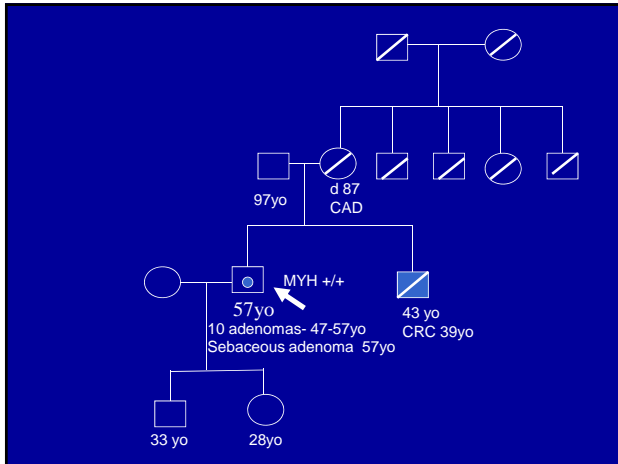 97yo
d 87
CAD
MYH +/+
57yo
10 adenomas- 47-57yo
Sebaceous adenoma 57yo
43 yo
CRC 39yo
33 yo
28yo